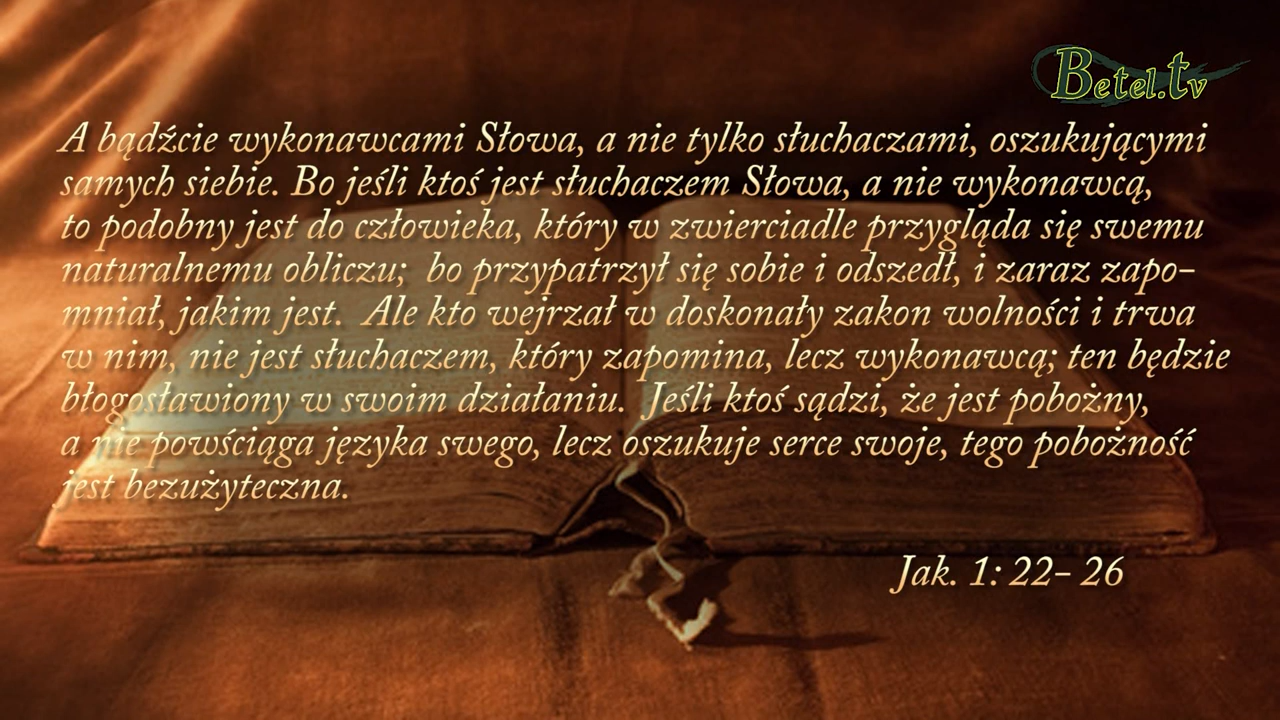 Betel.tv
A bądźcie wykonawcami Słowa, a nie tylko słuchaczami, oszukującymi
samych siebie. Bo jeśli ktoś jest słuchaczem Słowa, a nie wykonawcą,
to podobny jest do człowieka, który w zwierciadle przygląda się swemu
naturalnemu obliczu; bo przypatrzył się sobie i odszedł, i zaraz zapo-
mniał, jakim jest. Ale kto wejrzał w doskonały zakon wolności i trwa
w nim, nie jest słuchaczem, który zapomina, lecz wykonawcą; ten będzie
błogosławiony w swoim działaniu. Jeśli ktoś sądzi, że jest pobożny,
a nie powściąga języka swego, lecz oszukuje serce swoje, tego pobożność
jest bezużyteczna.
Jak. 1: 22- 26